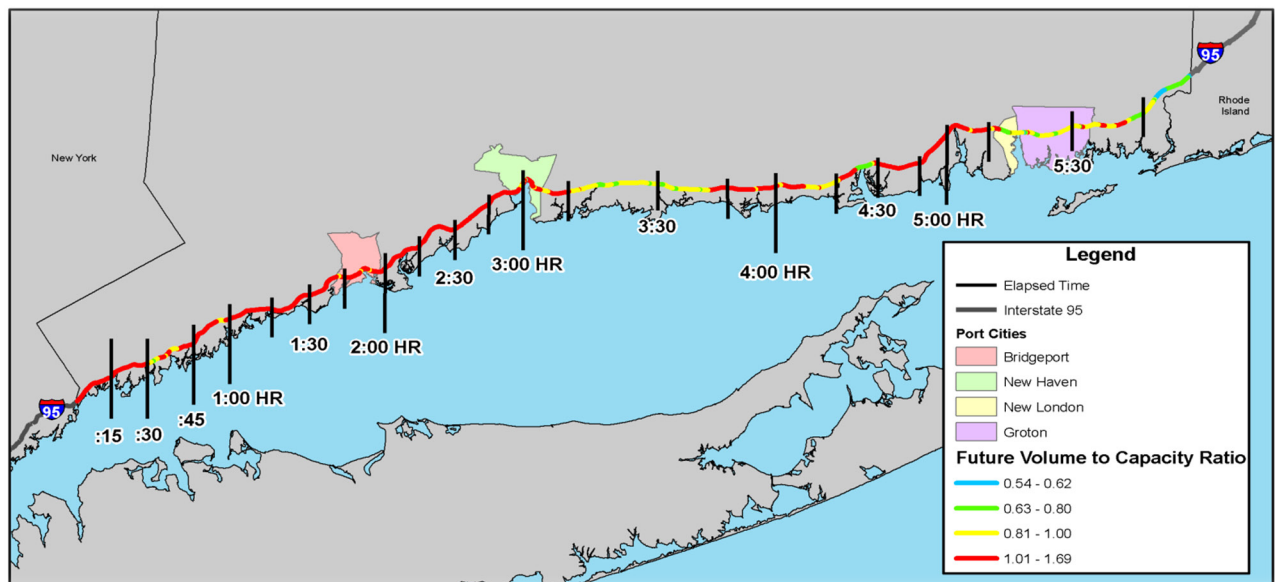 95
Rhode
Island
New York
5:30
4:30
5:00 HR
3:30
3:00 HR
4:00 HR
2:30
1:30
2:00 HR
1:00 HR
:45
:30
:15
95
Legend
Elapsed Time
Interstate 95
Port Cities
Bridgeport
New Haven
New London
Groton
Future Volume to Capacity Ratio
0.54 - 0.62
0.63 - 0.80
0.81 - 1.00
1.01 - 1.69